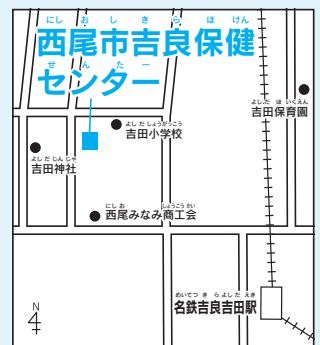 にしおしきらほけん
西尾市吉良保健
せんたー
センター
よしだほいくえん
吉田保育園
よしだしょうがっこう
吉田小学校
よしだじんじゃ
吉田神社
にしおしょうこうかい
西尾みなみ商工会
めいてつきらよしだえき
名鉄吉良吉田駅
N